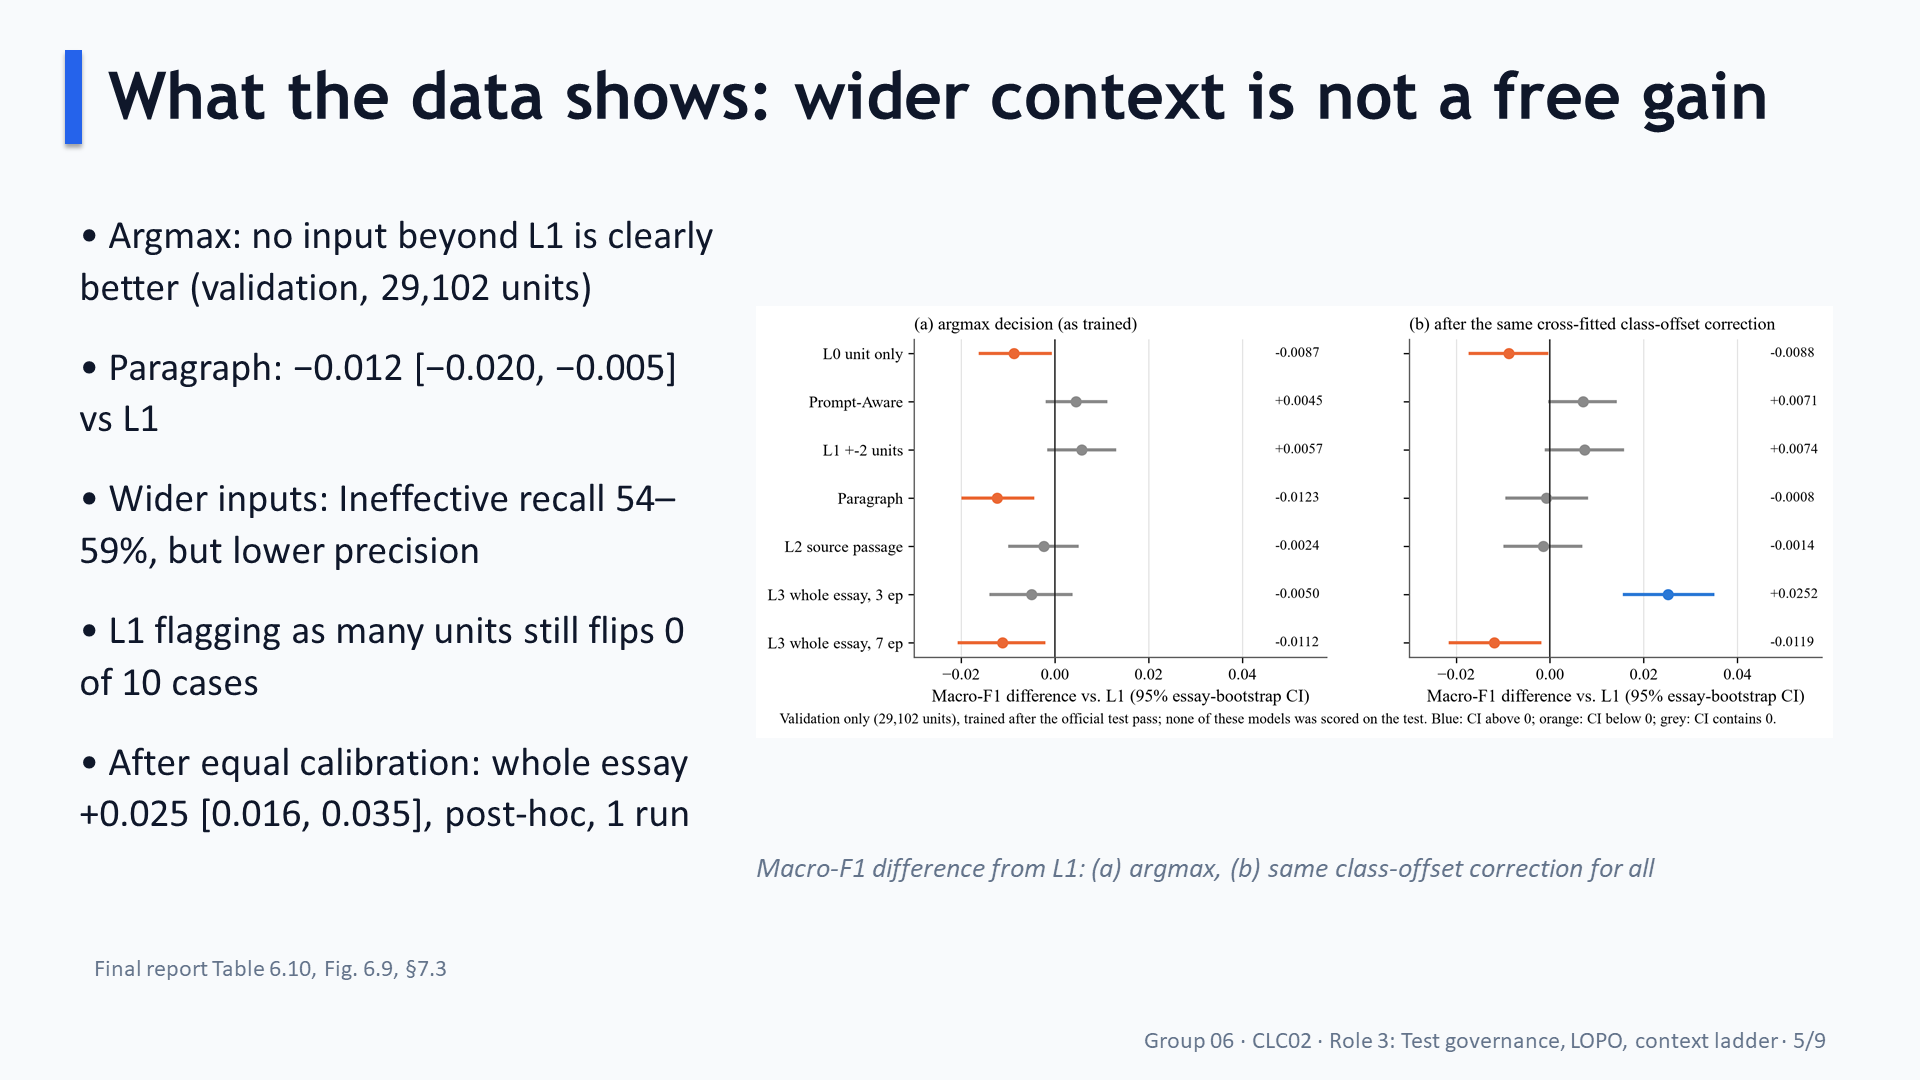 What the data shows: wider context is not a free gain
• Argmax: no input beyond L1 is clearly
better (validation, 29,102 units)
• Paragraph: −0.012 [−0.020, −0.005]
vs L1
• Wider inputs: Ineffective recall 54–
59%, but lower precision
• L1 flagging as many units still flips 0
of 10 cases
• After equal calibration: whole essay
+0.025 [0.016, 0.035], post-hoc, 1 run
(a) argmax decision (as trained)
L0 unit only -0.0087
Prompt-Aware +0.0045
L1 +-2 units +0.0057
Paragraph -0.0123
L2 source passage -0.0024
L3 whole essay, 3 ep -0.0050
L3 whole essay, 7 ep -0.0112
−0.02 0.00 0.02 0.04
Macro-F1 difference vs. L1 (95% essay-bootstrap CI)
(b) after the same cross-fitted class-offset correction
-0.0088
+0.0071
+0.0074
-0.0008
-0.0014
+0.0252
-0.0119
−0.02 0.00 0.02 0.04
Macro-F1 difference vs. L1 (95% essay-bootstrap CI)
Validation only (29,102 units), trained after the official test pass; none of these models was scored on the test. Blue: CI above 0; orange: CI below 0; grey: CI contains 0.
Macro-F1 difference from L1: (a) argmax, (b) same class-offset correction for all
Final report Table 6.10, Fig. 6.9, §7.3
Group 06 · CLC02 · Role 3: Test governance, LOPO, context ladder · 5/9